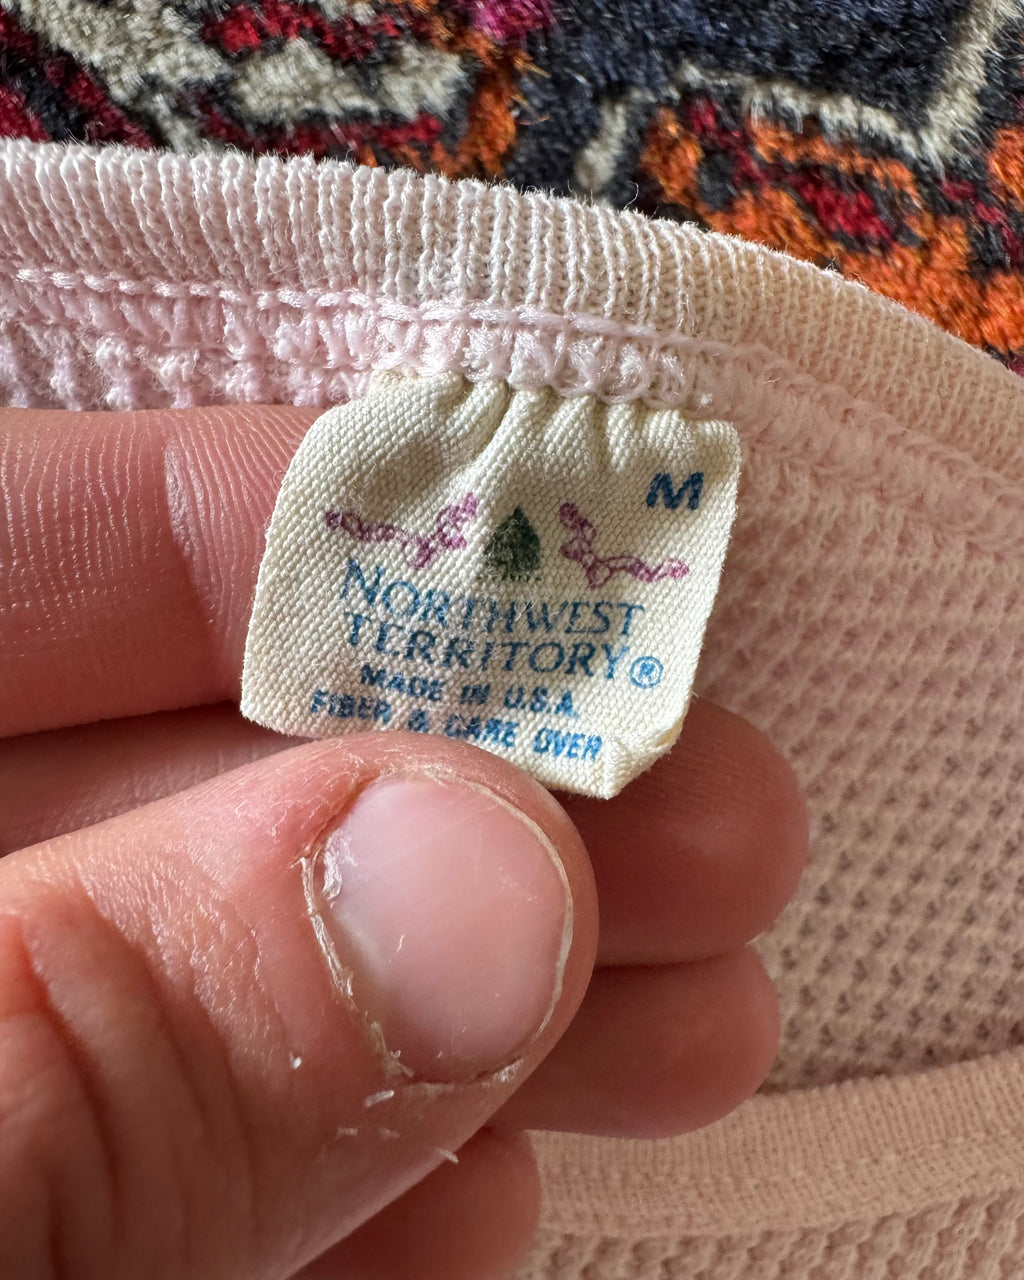 M
NORTHWEST
TERRITORY®
MADE IN U.S.A.
FIBER & CARE OVER